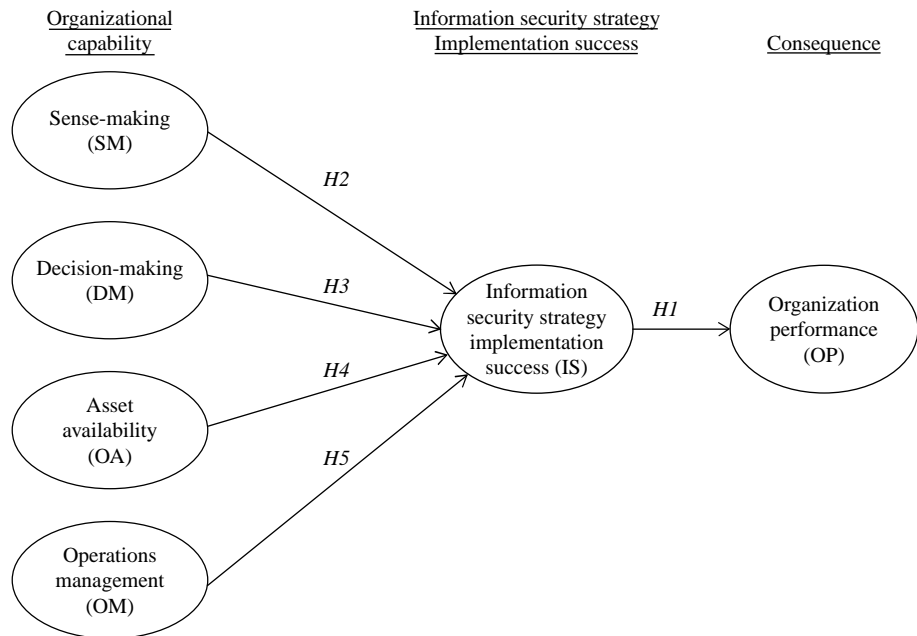 Organizational
capability
Information security strategy
Implementation success
Consequence
Sense-making
(SM)
H2
Decision-making
(DM)
H3
Information
security strategy
implementation
success (IS)
H1
Organization
performance
(OP)
H4
Asset
availability
(OA)
H5
Operations
management
(OM)